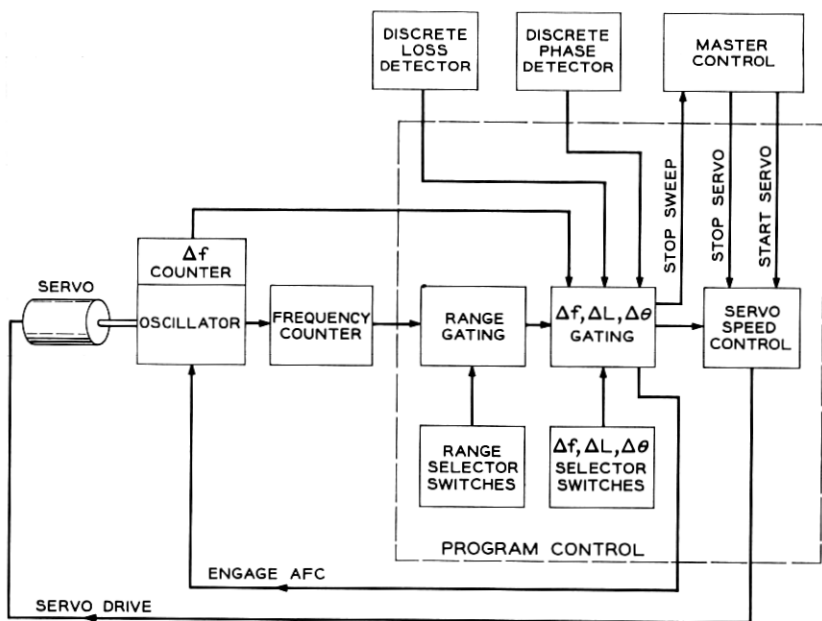 DISCRETE
LOSS
DETECTOR
DISCRETE
PHASE
DETECTOR
MASTER
CONTROL
STOP SWEEP
STOP SERVO
START SERVO
Δf
COUNTER
SERVO
OSCILLATOR
FREQUENCY
COUNTER
RANGE
GATING
Δf, ΔL, Δθ
GATING
SERVO
SPEED
CONTROL
RANGE
SELECTOR
SWITCHES
Δf, ΔL, Δθ
SELECTOR
SWITCHES
PROGRAM CONTROL
ENGAGE AFC
SERVO DRIVE